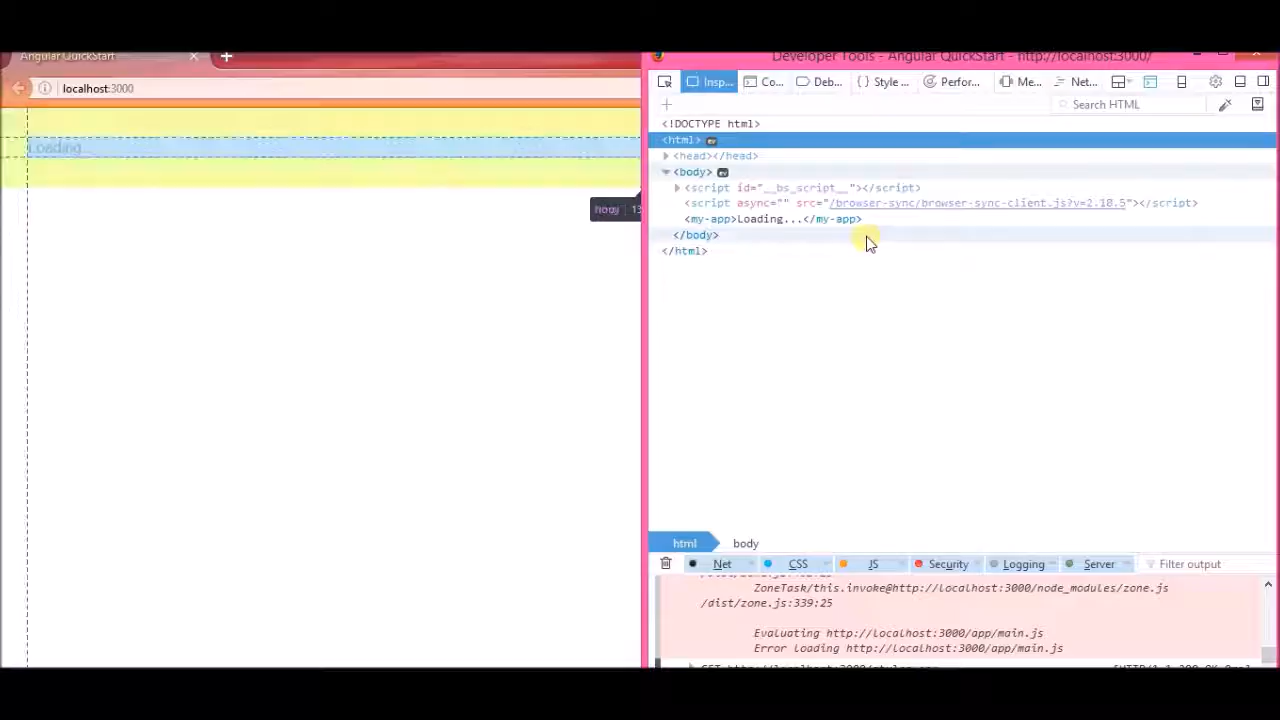 Angular QuickStart
localhost:3000
Loading...
body
Developer Tools - Angular QuickStart - http://localhost:3000/
Insp... Co... Deb... Style ... Perfor... Me... Net...
Search HTML
<!DOCTYPE html>
<html> ev
<head></head>
<body> ev
<script id="__bs_script__"></script>
<script async="" src="/browser-sync/browser-sync-client.js?v=2.18.5"></script>
<my-app>Loading...</my-app>
</body>
</html>
html body
Net CSS JS Security Logging Server Filter output
ZoneTask/this.invoke@http://localhost:3000/node_modules/zone.js
/dist/zone.js:339:25
Evaluating http://localhost:3000/app/main.js
Error loading http://localhost:3000/app/main.js